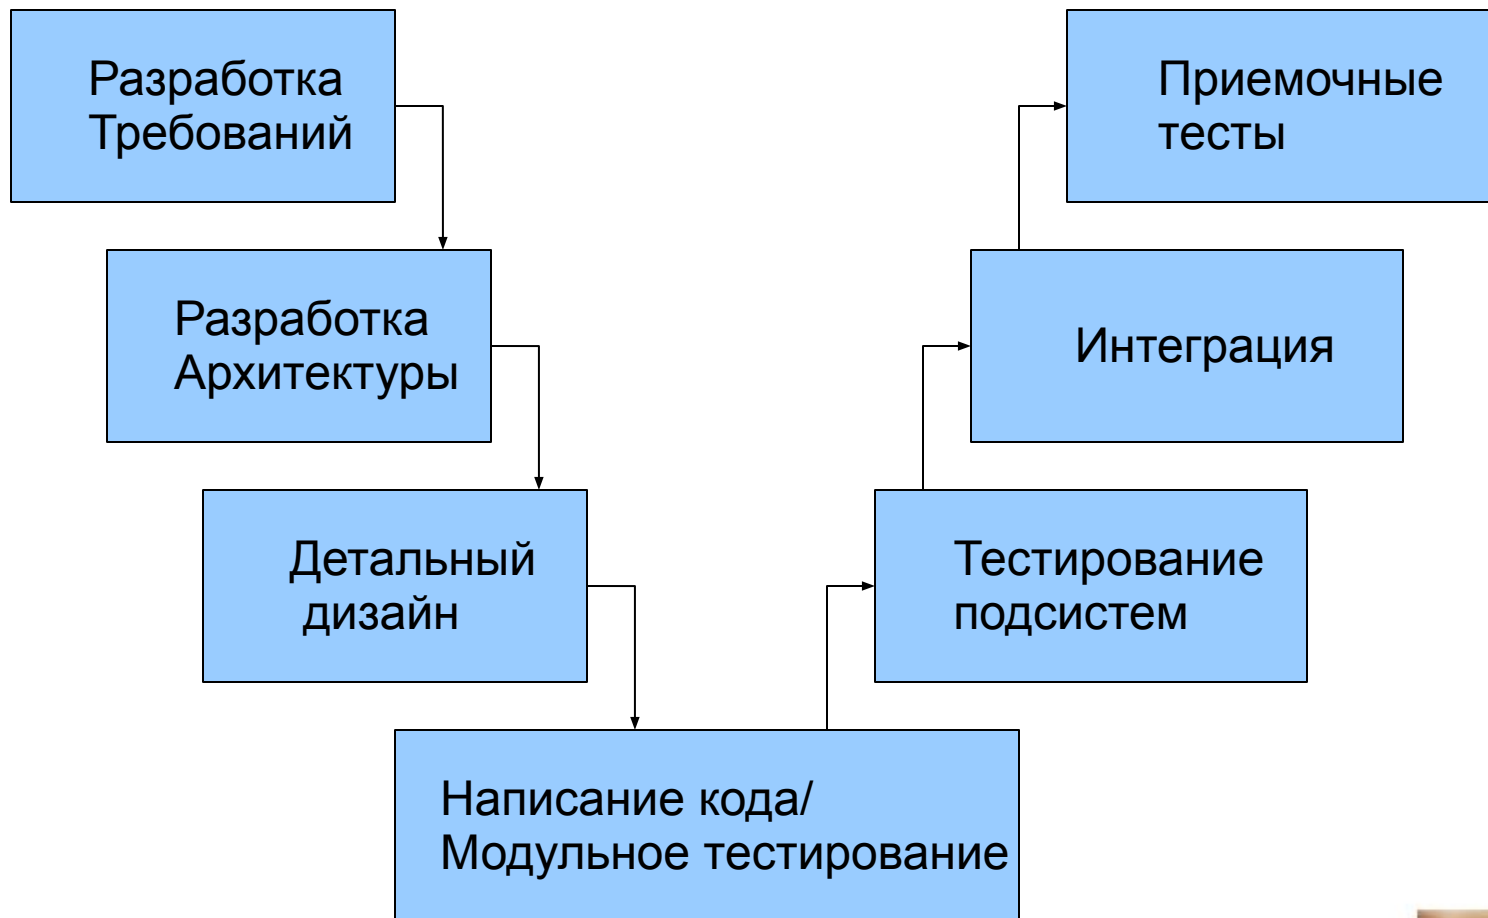 Разработка
Требований
Приемочные
тесты
Разработка
Архитектуры
Интеграция
Детальный
дизайн
Тестирование
подсистем
Написание кода/
Модульное тестирование